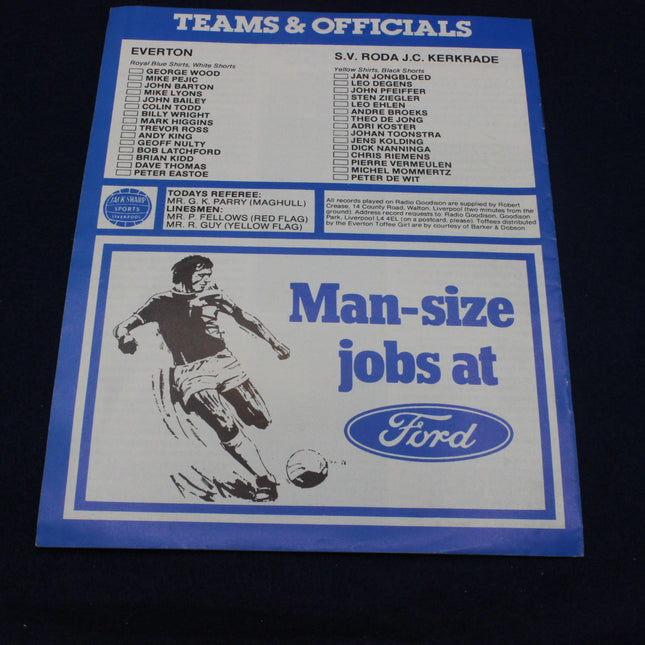 TEAMS & OFFICIALS
EVERTON
Royal Blue Shirts, White Shorts
GEORGE WOOD
MIKE PEJIC
JOHN BARTON
MIKE LYONS
JOHN BAILEY
COLIN TODD
BILLY WRIGHT
MARK HIGGINS
TREVOR ROSS
ANDY KING
GEOFF NULTY
BOB LATCHFORD
BRIAN KIDD
DAVE THOMAS
PETER EASTOE
S.V. RODA J.C. KERKRADE
Yellow Shirts, Black Shorts
JAN JONGBLOED
LEO DEGENS
JOHN PFEIFFER
STEN ZIEGLER
LEO EHLEN
ANDRE BROEKS
THEO DE JONG
ADRI KOSTER
JOHAN TOONSTRA
JENS KOLDING
DICK NANNINGA
CHRIS RIEMENS
PIERRE VERMEULEN
MICHEL MOMMERTZ
PETER DE WIT
JACK SHARP
SPORTS
LIVERPOOL
TODAYS REFEREE:
MR. G. K. PARRY (MAGHULL)
LINESMEN:
MR. P. FELLOWS (RED FLAG)
MR. R. GUY (YELLOW FLAG)
All records played on Radio Goodison are supplied by Robert
Crease, 14 County Road, Walton, Liverpool (two minutes from the
ground). Address record requests to: Radio Goodison, Goodison
Park, Liverpool L4 4EL (on a postcard, please). Toffees distributed
by the Everton Toffee Girl are by courtesy of Barker & Dobson.
Man-size
jobs at
Ford